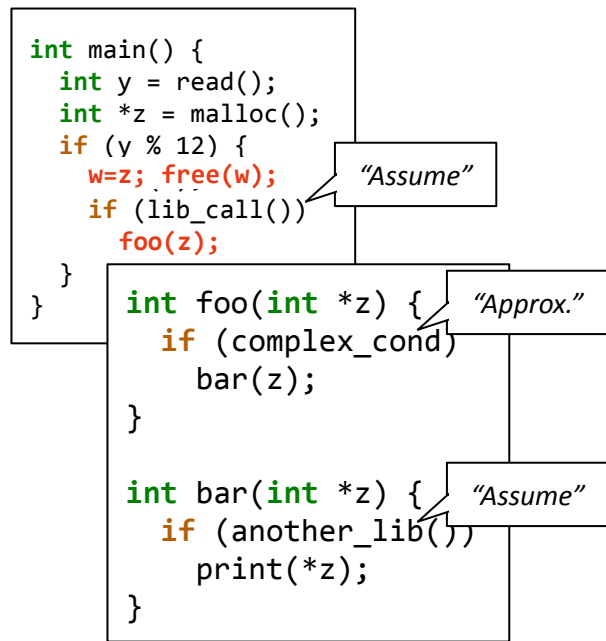 int main() {
int y = read();
int *z = malloc();
if (y % 12) {
w=z; free(w);
if (lib_call())
foo(z);
}
}
“Assume”
int foo(int *z) {
if (complex_cond)
bar(z);
}
“Approx.”
int bar(int *z) {
if (another_lib())
print(*z);
}
“Assume”